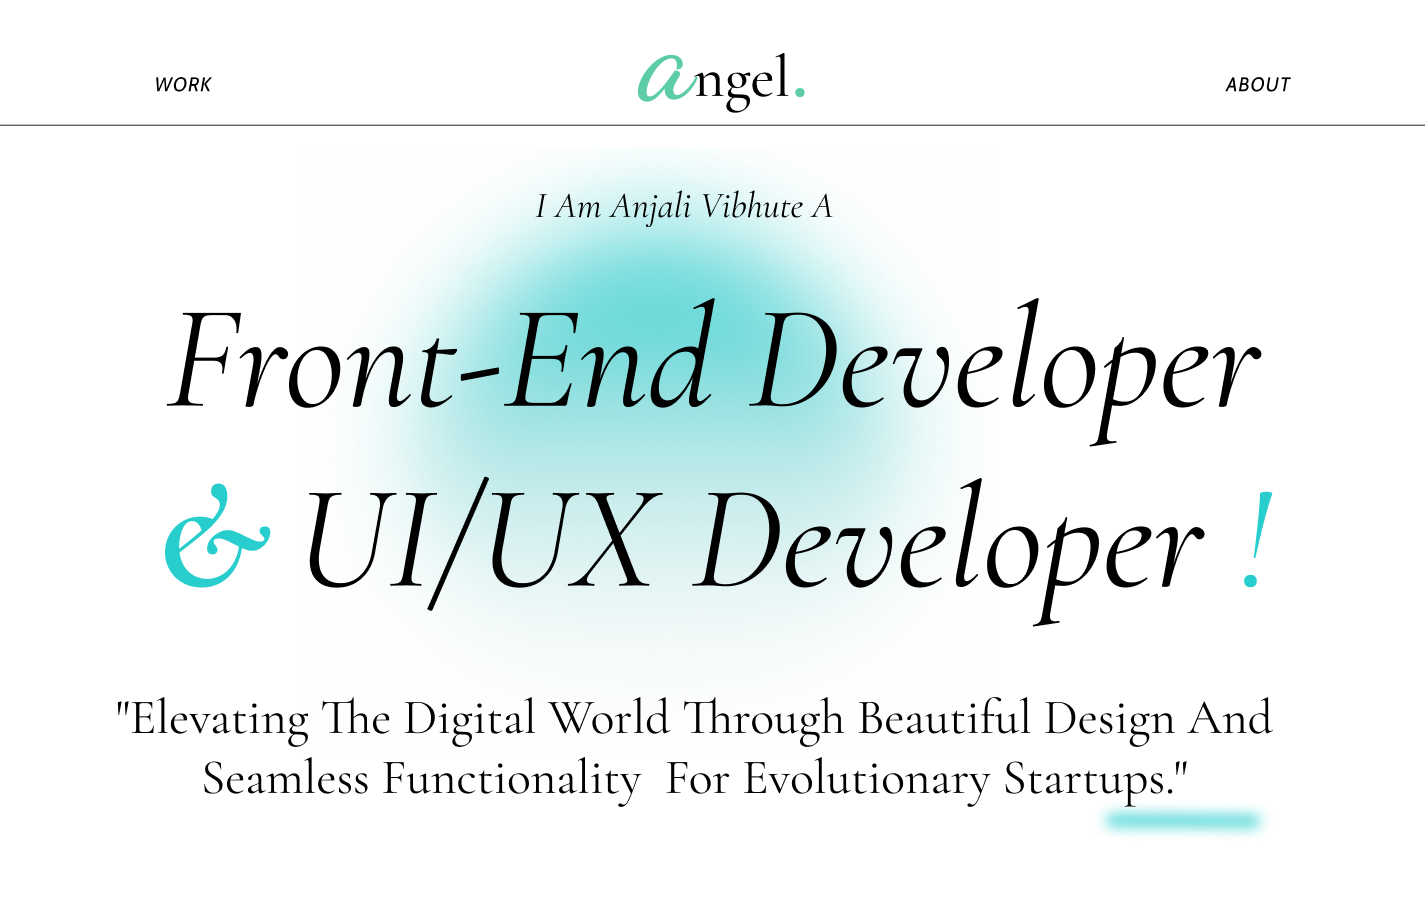 WORK
angel.
ABOUT
I Am Anjali Vibhute A
Front-End Developer
& UI/UX Developer !
"Elevating The Digital World Through Beautiful Design And
Seamless Functionality For Evolutionary Startups."